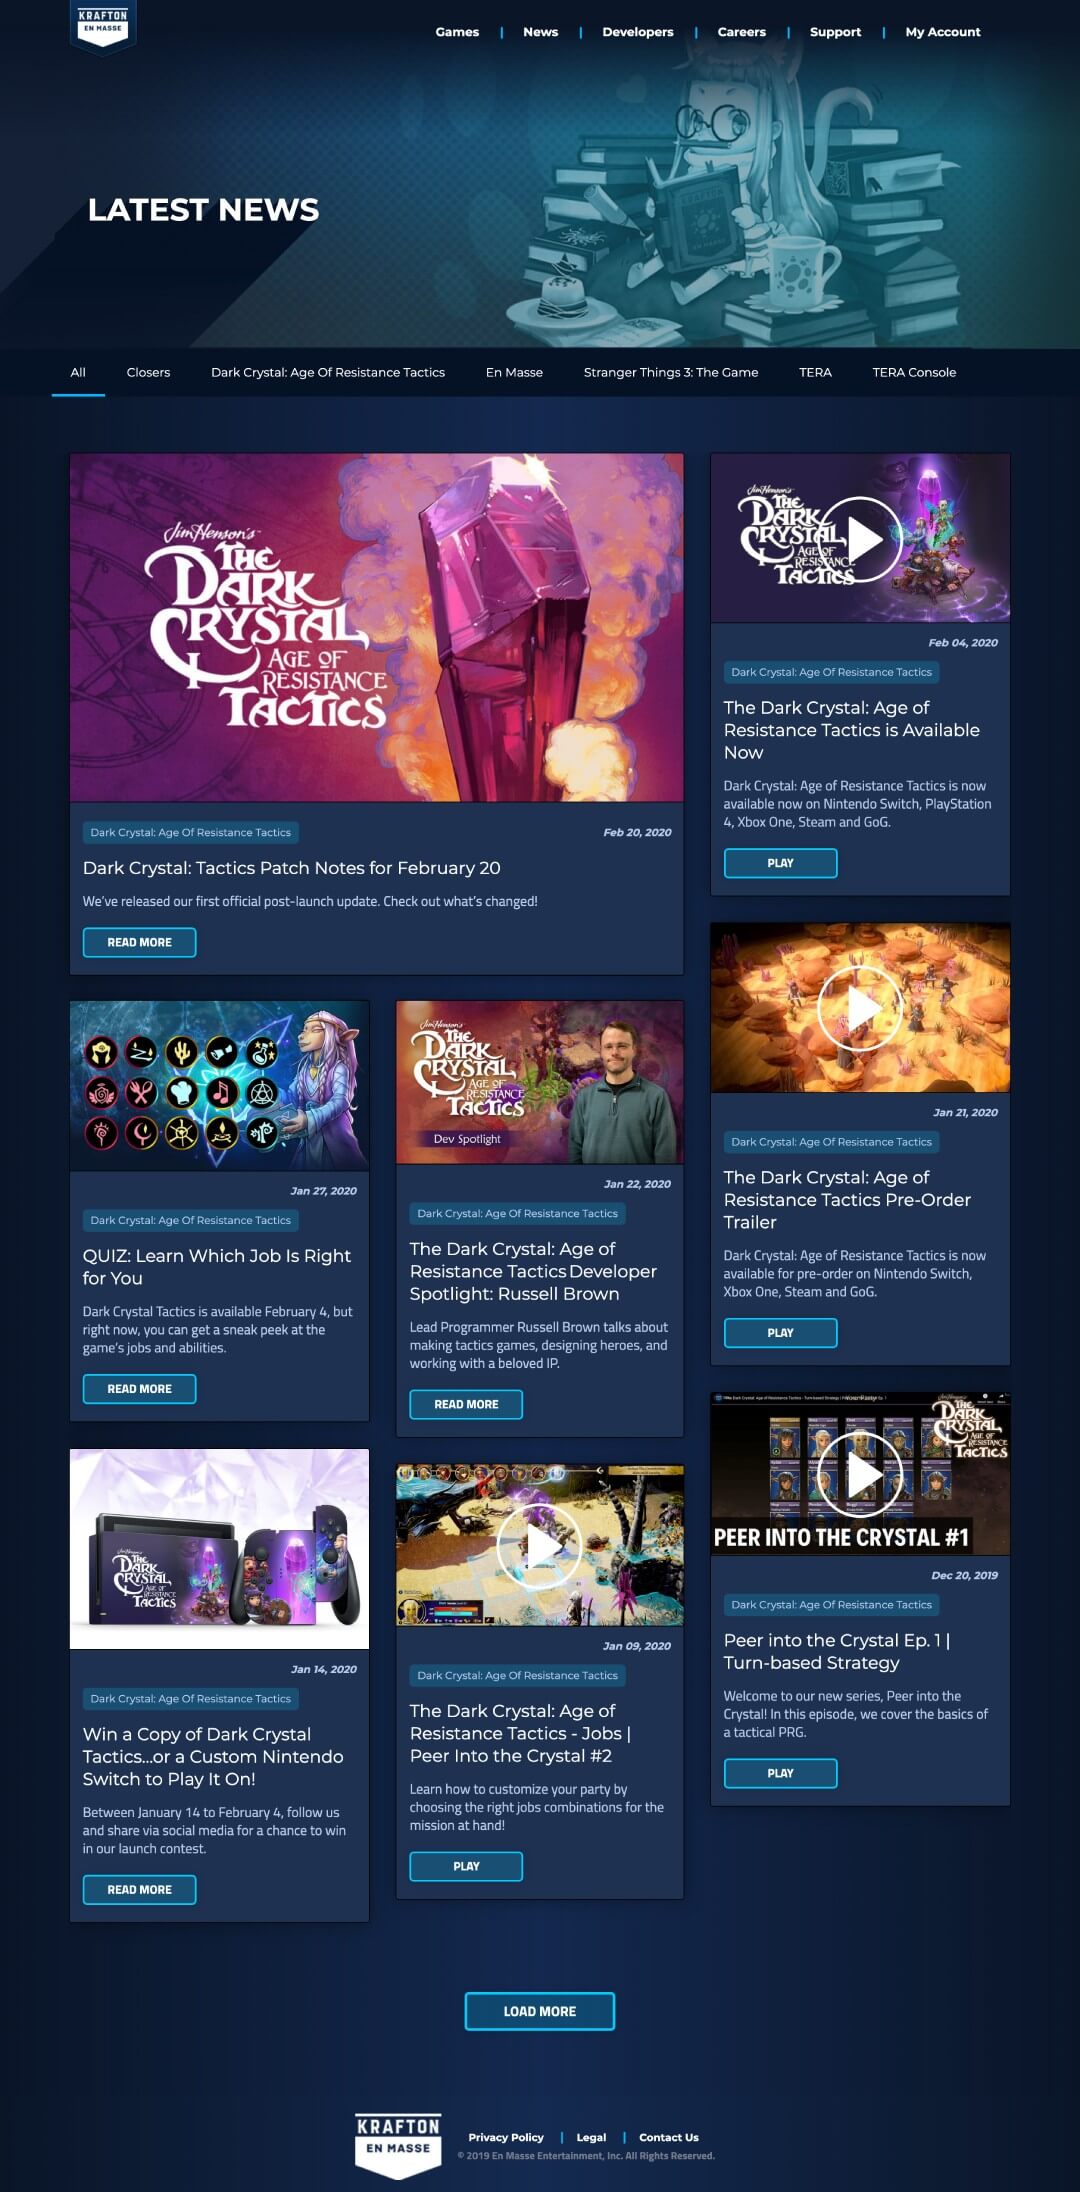 KRAFTON
EN MASSE
Games | News | Developers | Careers | Support | My Account
KRAFTON
EN MASSE
LATEST NEWS
All Closers Dark Crystal: Age Of Resistance Tactics En Masse Stranger Things 3: The Game TERA TERA Console
Jim Henson's
THE
DARK
CRYSTAL
AGE OF
RESISTANCE
TACTICS
Dark Crystal: Age Of Resistance Tactics Feb 20, 2020
Dark Crystal: Tactics Patch Notes for February 20
We've released our first official post-launch update. Check out what's changed!
READ MORE
Jim Henson's
THE
DARK
CRYSTAL
AGE OF
RESISTANCE
TACTICS
Feb 04, 2020
Dark Crystal: Age Of Resistance Tactics
The Dark Crystal: Age of
Resistance Tactics is Available
Now
Dark Crystal: Age of Resistance Tactics is now
available now on Nintendo Switch, PlayStation
4, Xbox One, Steam and GoG.
PLAY
Jan 27, 2020
Dark Crystal: Age Of Resistance Tactics
QUIZ: Learn Which Job Is Right
for You
Dark Crystal Tactics is available February 4, but
right now, you can get a sneak peek at the
game's jobs and abilities.
READ MORE
Jim Henson's
THE
DARK
CRYSTAL
AGE OF
RESISTANCE
TACTICS
Dev Spotlight
Jan 22, 2020
Dark Crystal: Age Of Resistance Tactics
The Dark Crystal: Age of
Resistance Tactics Developer
Spotlight: Russell Brown
Lead Programmer Russell Brown talks about
making tactics games, designing heroes, and
working with a beloved IP.
READ MORE
Jan 21, 2020
Dark Crystal: Age Of Resistance Tactics
The Dark Crystal: Age of
Resistance Tactics Pre-Order
Trailer
Dark Crystal: Age of Resistance Tactics is now
available for pre-order on Nintendo Switch,
Xbox One, Steam and GoG.
PLAY
Jim Henson's
THE
DARK
CRYSTAL
AGE OF
RESISTANCE
TACTICS
Jan 14, 2020
Dark Crystal: Age Of Resistance Tactics
Win a Copy of Dark Crystal
Tactics...or a Custom Nintendo
Switch to Play It On!
Between January 14 to February 4, follow us
and share via social media for a chance to win
in our launch contest.
READ MORE
Jan 09, 2020
Dark Crystal: Age Of Resistance Tactics
The Dark Crystal: Age of
Resistance Tactics - Jobs |
Peer Into the Crystal #2
Learn how to customize your party by
choosing the right jobs combinations for the
mission at hand!
PLAY
The Dark Crystal: Age of Resistance Tactics - Turn-based Strategy
Your Party
Jim Henson's
THE
DARK
CRYSTAL
AGE OF
RESISTANCE
TACTICS
PEER INTO THE CRYSTAL #1
Dec 20, 2019
Dark Crystal: Age Of Resistance Tactics
Peer into the Crystal Ep. 1 |
Turn-based Strategy
Welcome to our new series, Peer into the
Crystal! In this episode, we cover the basics of
a tactical PRG.
PLAY
LOAD MORE
KRAFTON
EN MASSE
Privacy Policy | Legal | Contact Us
© 2019 En Masse Entertainment, Inc. All Rights Reserved.